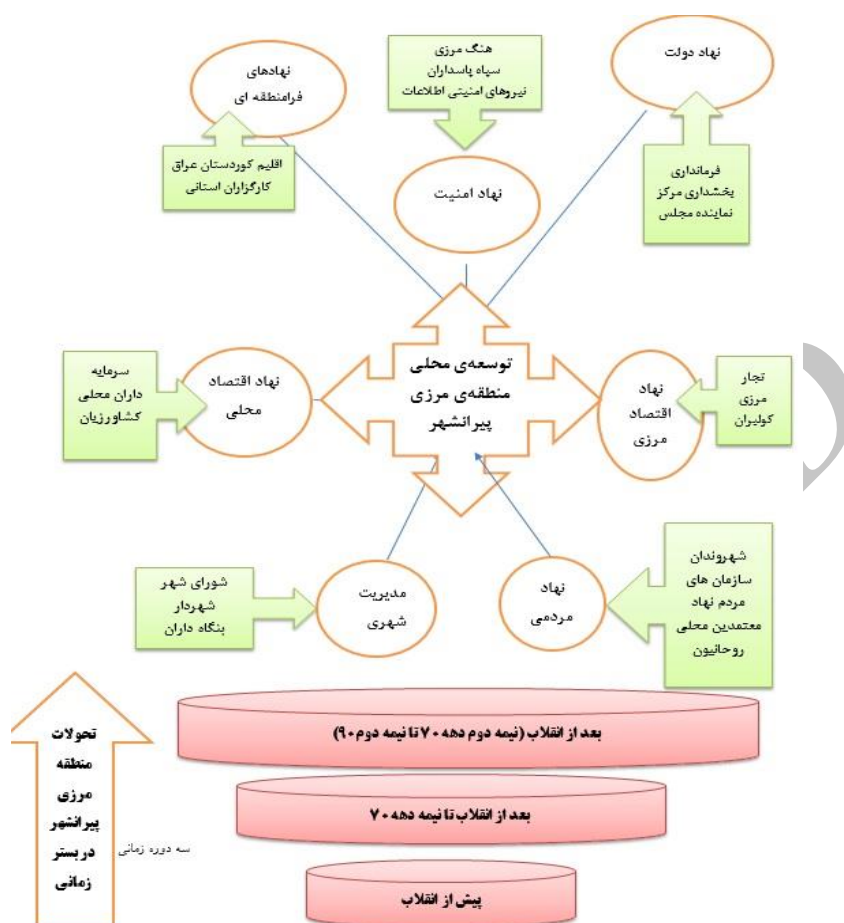 نهاد دولت
هنگ مرزی
سپاه پاسداران
نیروهای امنیتی اطلاعات
نهادهای
فرامنطقه ای
فرمانداری
بخشداری مرکز
نماینده مجلس
نهاد امنیت
اقلیم کوردستان عراق
کارگزاران استانی
توسعه‌ی محلی
منطقه‌ی مرزی
پیرانشهر
تجار
مرزی
کولبران
نهاد
اقتصاد
مرزی
نهاد اقتصاد
محلی
سرمایه
داران محلی
کشاورزیان
شهروندان
سازمان های
مردم نهاد
معتمدین محلی
روحانیون
نهاد
مردمی
مدیریت
شهری
شورای شهر
شهردار
بنگاه داران
بعد از انقلاب (نیمه دوم دهه ۷۰ تا نیمه دوم ۹۰)
بعد از انقلاب تا نیمه دهه ۷۰
پیش از انقلاب
سه دوره زمانی
تحولات
منطقه
مرزی
پیرانشهر
در بستر
زمانی